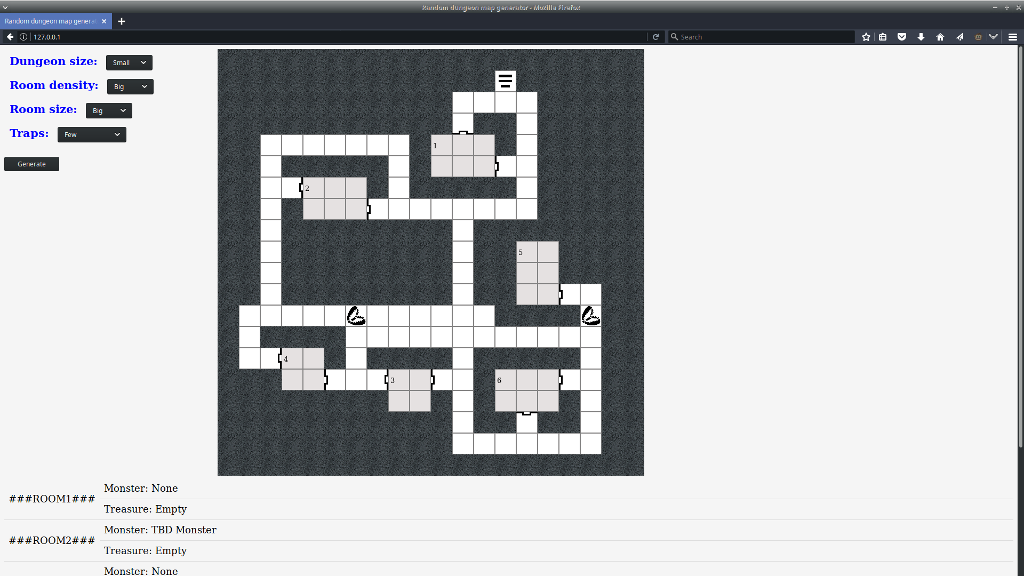 Random dungeon map generator - Mozilla Firefox
Random dungeon map genera
127.0.0.1
Search
Dungeon size: Small
Room density: Big
Room size: Big
Traps: Few
Generate
1
2
5
4
3
6
###ROOM1###
Monster: None
Treasure: Empty
###ROOM2###
Monster: TBD Monster
Treasure: Empty
Monster: None